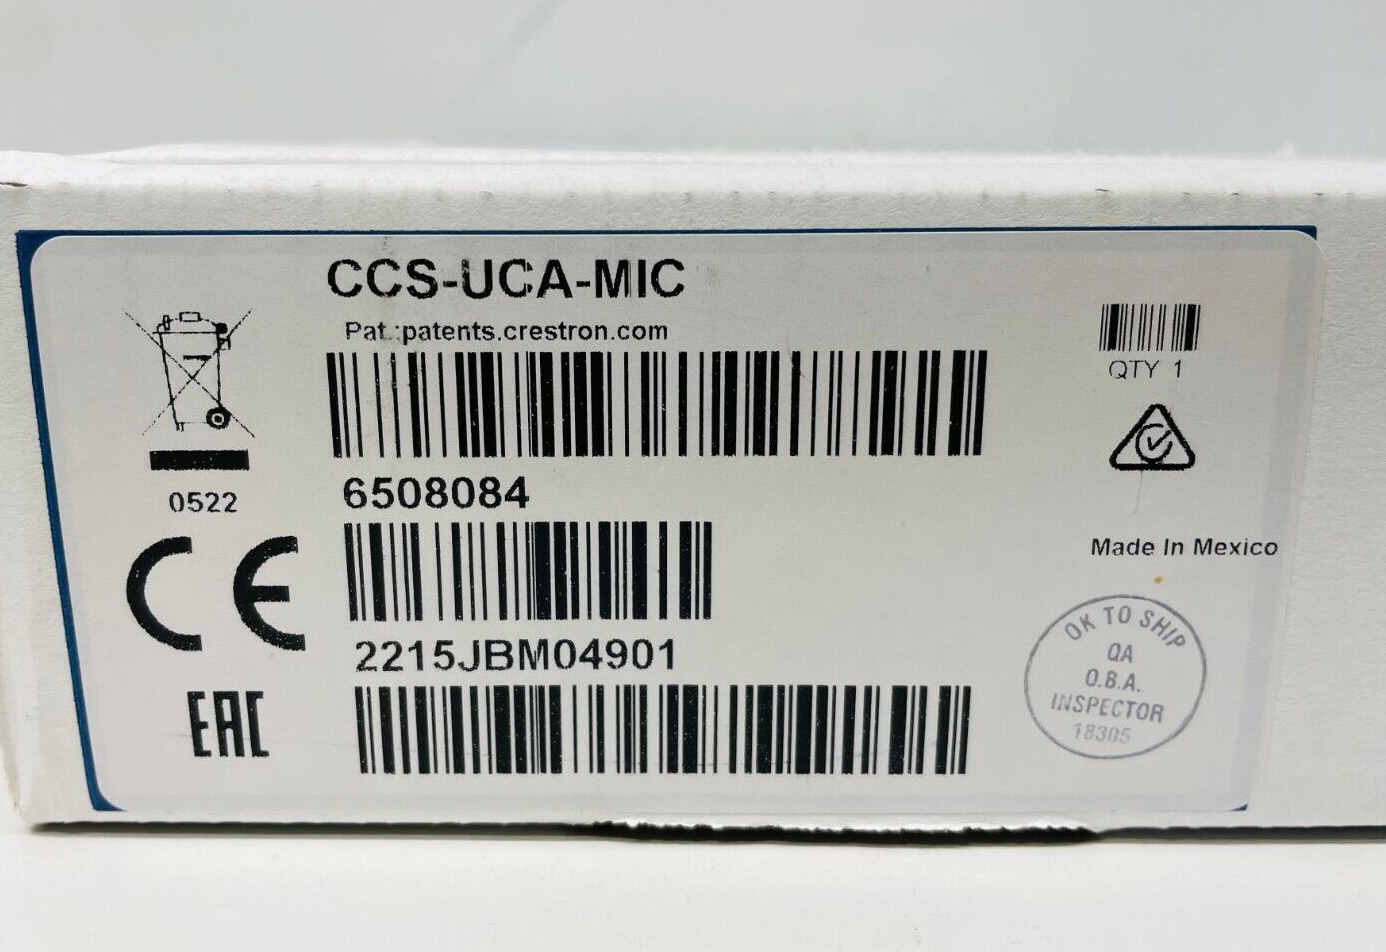 CCS-UCA-MIC
Pat.:patents.crestron.com
QTY 1
6508084
0522
CE
Made In Mexico
2215JBM04901
EAC
OK TO SHIP
QA
O.B.A.
INSPECTOR
18305